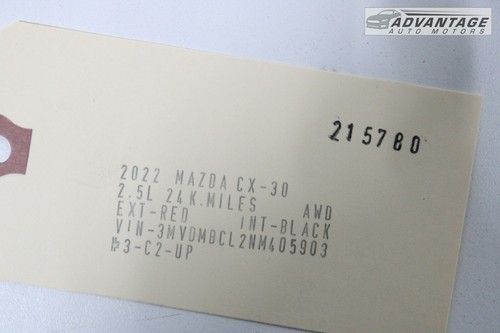 ADVANTAGE
AUTO MOTORS
215780
2022 MAZDA CX-30
2.5L 24K.MILES AWD
EXT-RED INT-BLACK
VIN-3MVDMBCL2NM405903
3-C2-UP